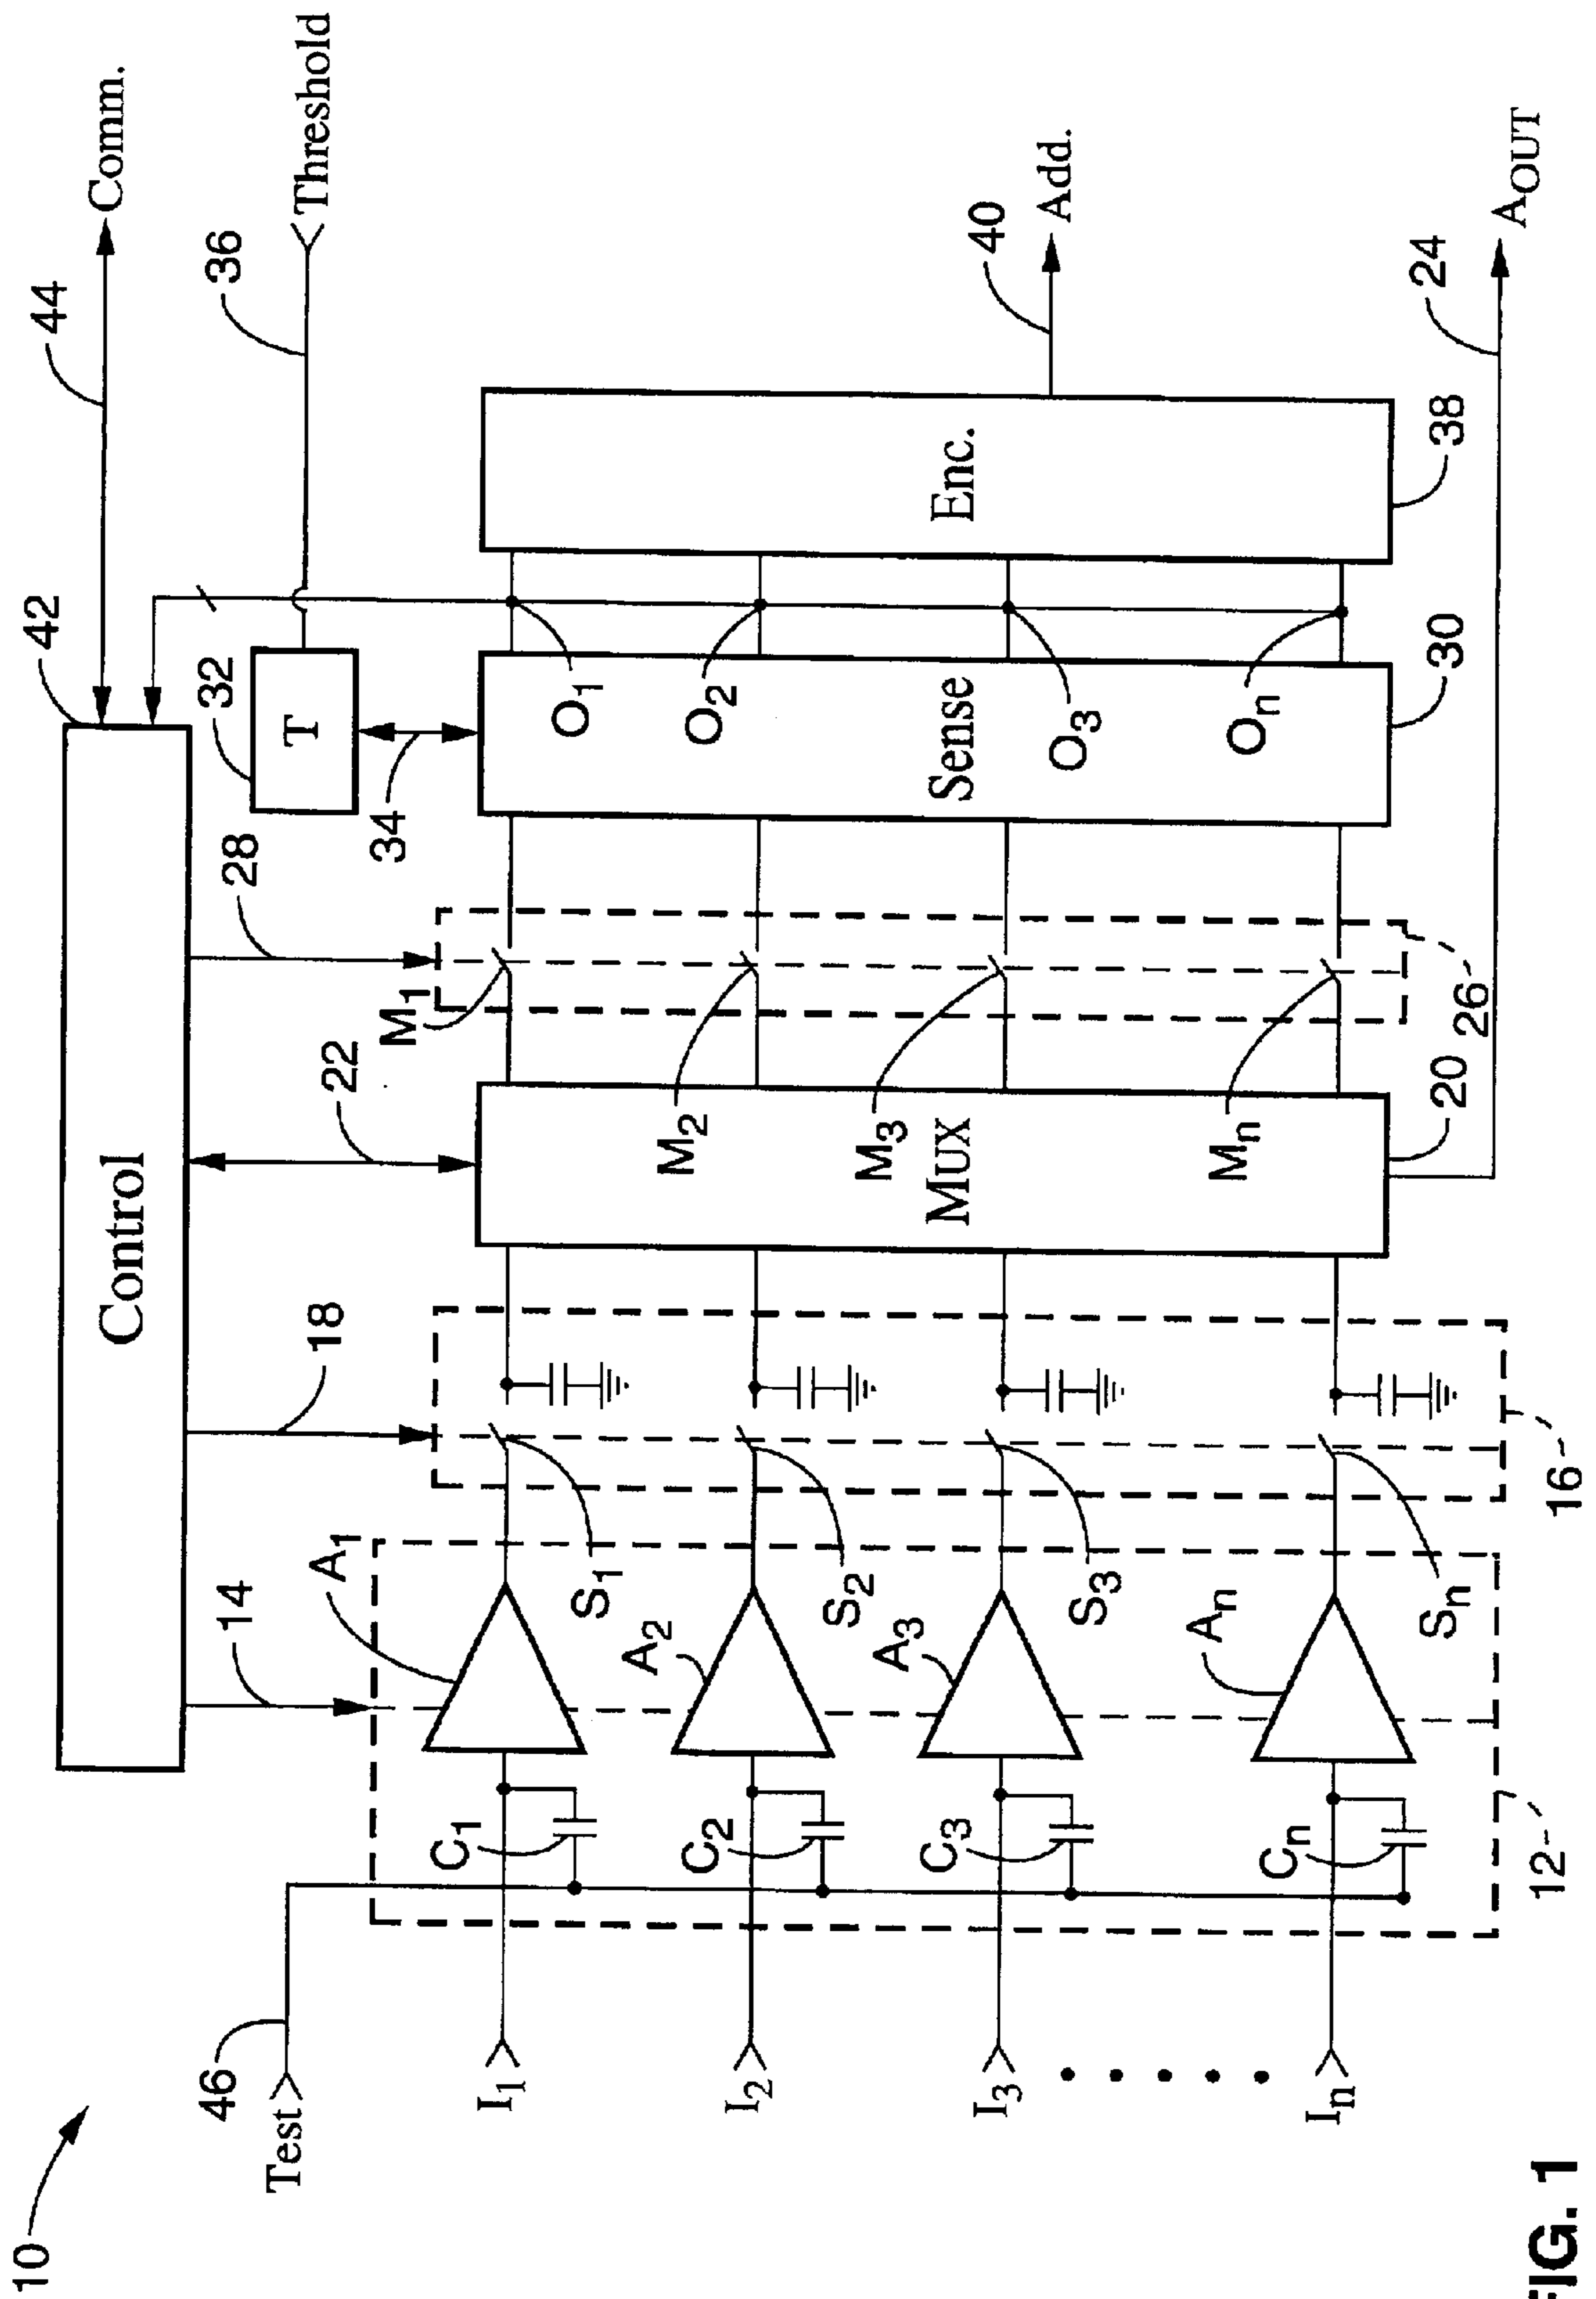 10
46
Test
I1
I2
I3
In
12
C1
C2
C3
Cn
14
A1
A2
A3
An
16
18
S1
S2
S3
Sn
Control
42
44
Comm.
22
MUX
20
24
AOUT
26
28
M1
M2
M3
Mn
T
32
34
36
Threshold
Sense
30
O1
O2
O3
On
Enc.
38
40
Add.
FIG. 1